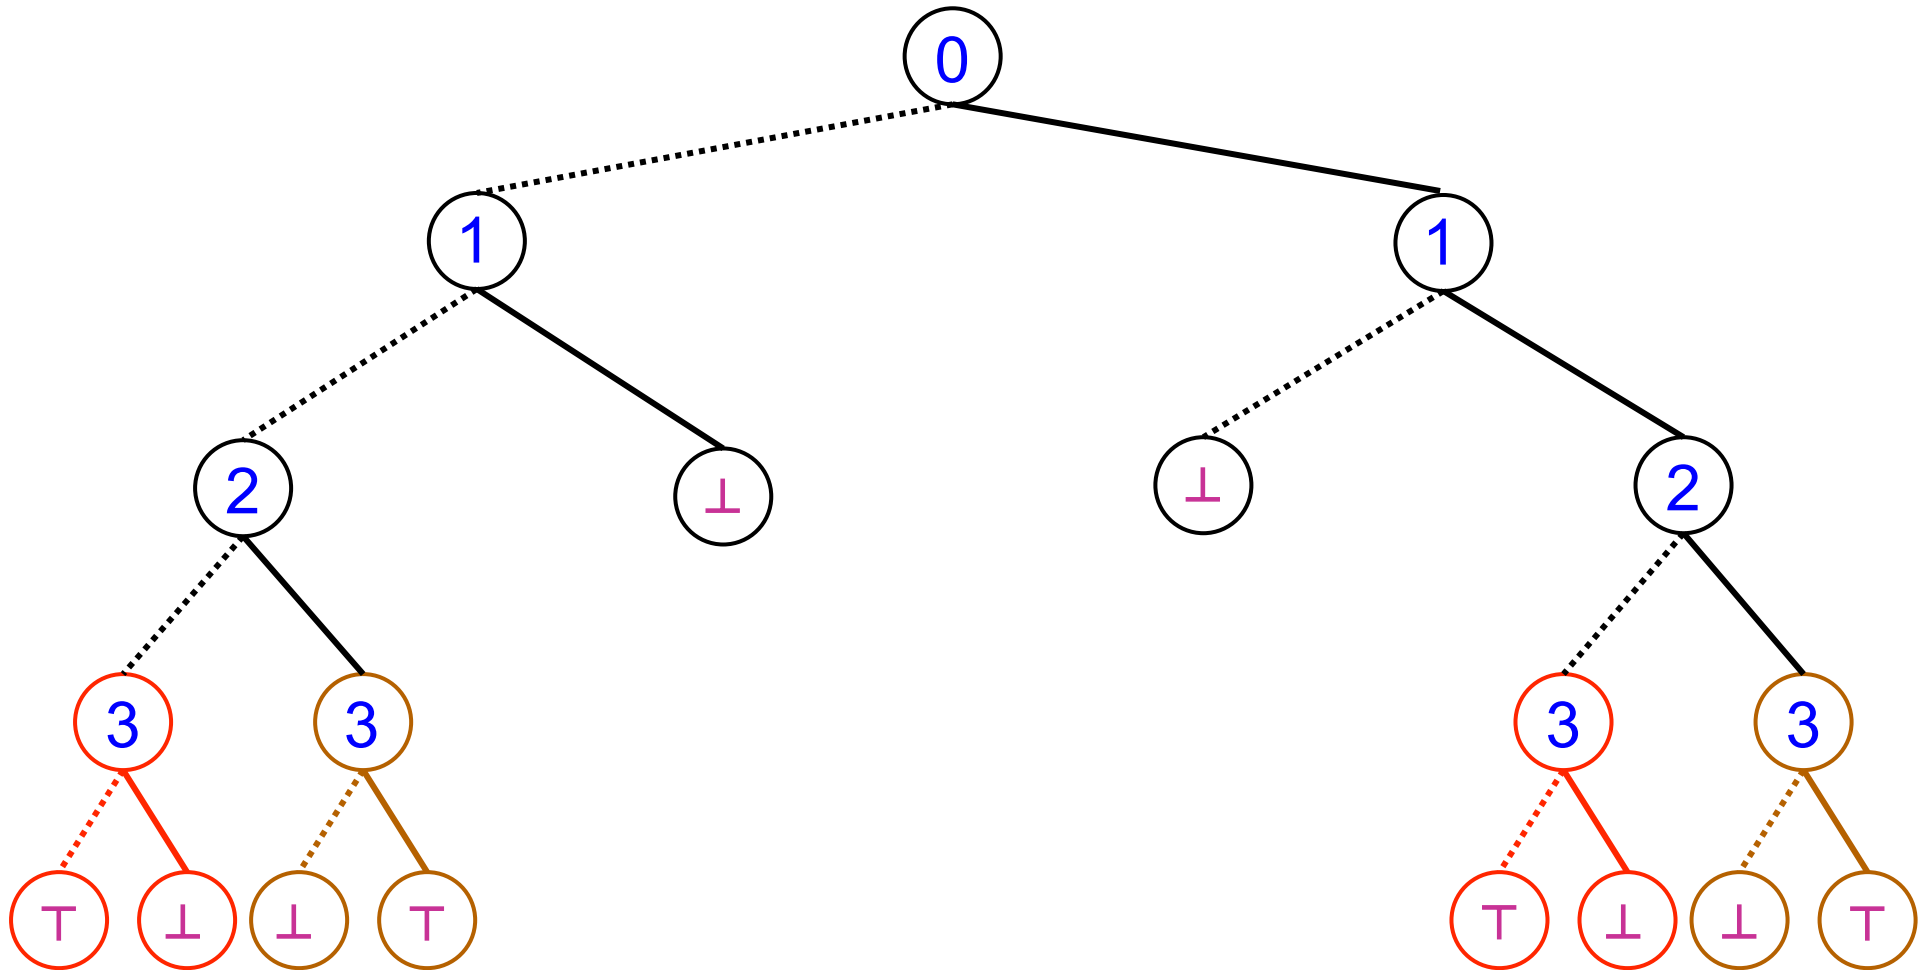 0
1 1
2 ⊥ ⊥ 2
3 3 3 3
⊤ ⊥ ⊥ ⊤ ⊤ ⊥ ⊥ ⊤